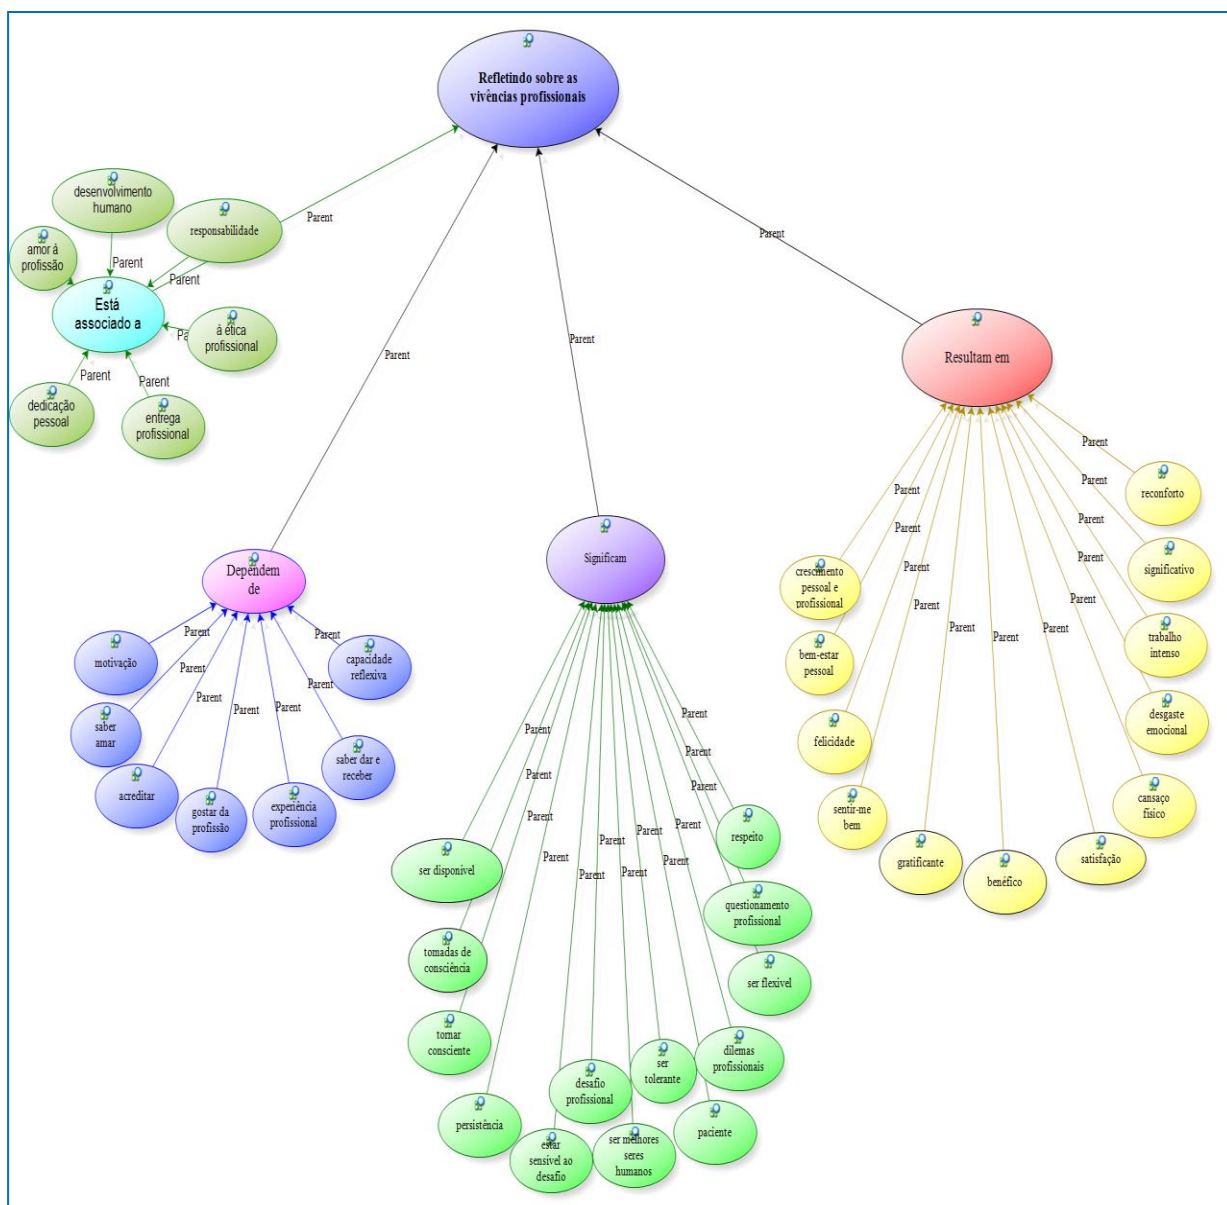 Refletindo sobre as
vivências profissionais
desenvolvimento
humano
responsabilidade
Parent
Parent
amor à
profissão
Parent
Parent
Está
associado a
à ética
profissional
Pa
Parent
Parent
Parent
Parent
dedicação
pessoal
entrega
profissional
Resultam em
Parent
reconforto
Parent
Parent
Parent
significativo
Parent
Parent
Parent
crescimento
pessoal e
profissional
Parent
Parent
Parent
Parent
Parent
trabalho
intenso
bem-estar
pessoal
desgaste
emocional
felicidade
cansaço
físico
sentir-me
bem
gratificante
benéfico
satisfação
Dependem
de
Parent
Parent
motivação
capacidade
reflexiva
Parent
Parent
Parent
Parent
Parent
saber
amar
saber dar e
receber
acreditar
gostar da
profissão
experiência
profissional
Significam
Parent
Parent
Parent
Parent
Parent
Parent
Parent
Parent
Parent
Parent
Parent
Parent
Parent
respeito
ser disponível
questionamento
profissional
tomadas de
consciência
ser flexível
tornar
consciente
dilemas
profissionais
ser
tolerante
desafio
profissional
persistência
paciente
estar
sensível ao
desafio
ser melhores
seres
humanos